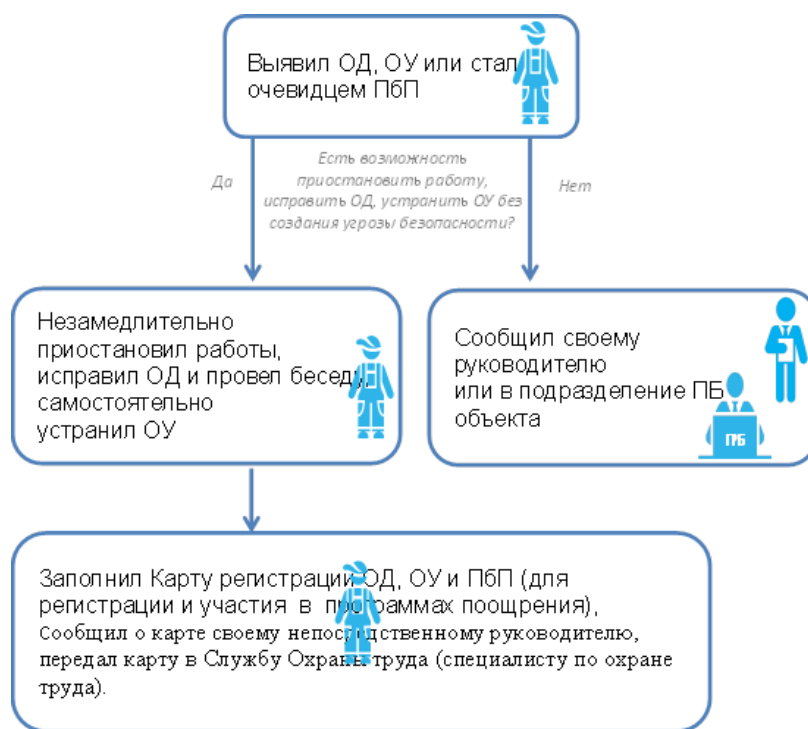 Выявил ОД, ОУ или стал
очевидцем ПбП
Есть возможность
приостановить работу,
исправить ОД, устранить ОУ без
создания угрозы безопасности?
Да
Нет
Незамедлительно
приостановил работы,
исправил ОД и провел беседу,
самостоятельно
устранил ОУ
Сообщил своему
руководителю
или в подразделение ПБ
объекта
ПБ
Заполнил Карту регистрации ОД, ОУ и ПбП (для
регистрации и участия в программах поощрения),
Сообщил о карте своему непосредственному руководителю,
передал карту в Службу Охраны труда (специалисту по охране
труда).